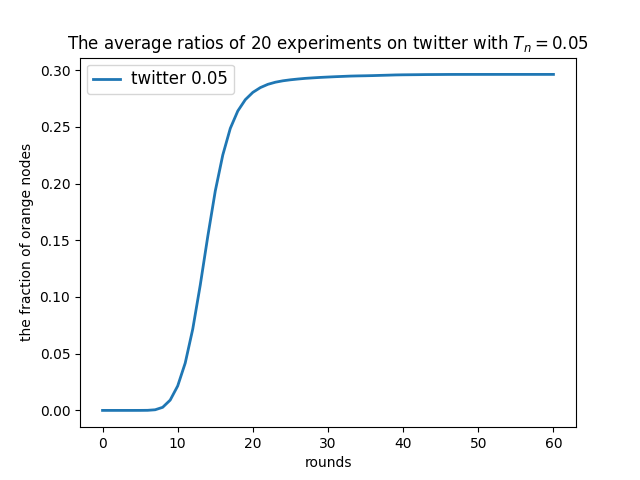 The average ratios of 20 experiments on twitter with $T_n = 0.05$
twitter 0.05
0.30
0.25
0.20
0.15
0.10
0.05
0.00
the fraction of orange nodes
0 10 20 30 40 50 60
rounds